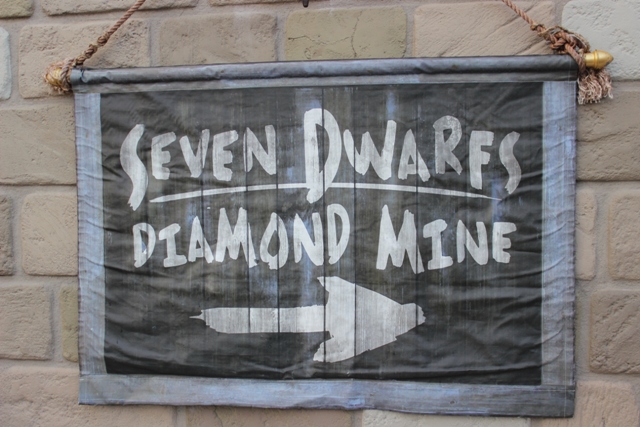 SEVEN DWARFS
DIAMOND MINE